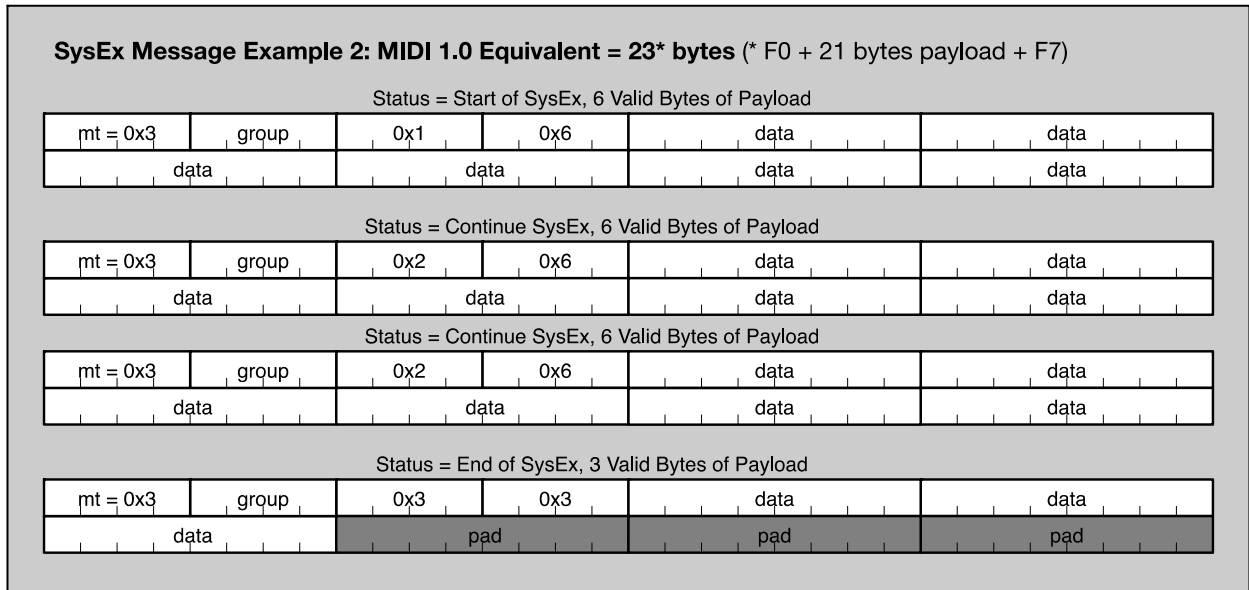 SysEx Message Example 2: MIDI 1.0 Equivalent = 23* bytes (* F0 + 21 bytes payload + F7)
Status = Start of SysEx, 6 Valid Bytes of Payload
mt = 0x3 group 0x1 0x6 data data
data data data data
Status = Continue SysEx, 6 Valid Bytes of Payload
mt = 0x3 group 0x2 0x6 data data
data data data data
Status = Continue SysEx, 6 Valid Bytes of Payload
mt = 0x3 group 0x2 0x6 data data
data data data data
Status = End of SysEx, 3 Valid Bytes of Payload
mt = 0x3 group 0x3 0x3 data data
data pad pad pad